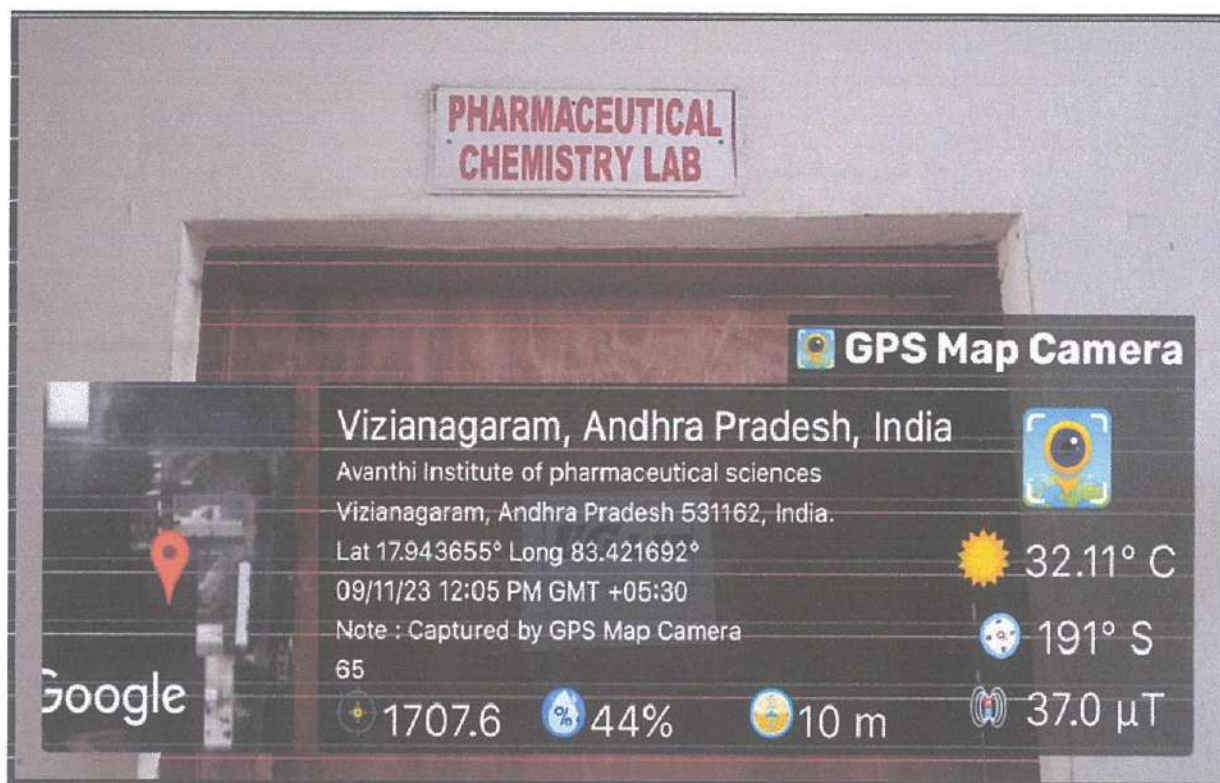 PHARMACEUTICAL
CHEMISTRY LAB
GPS Map Camera
Vizianagaram, Andhra Pradesh, India
Avanthi Institute of pharmaceutical sciences
Vizianagaram, Andhra Pradesh 531162, India.
Lat 17.943655° Long 83.421692°
09/11/23 12:05 PM GMT +05:30
Note : Captured by GPS Map Camera
65
Google
1707.6
44%
10 m
32.11° C
191° S
37.0 µT